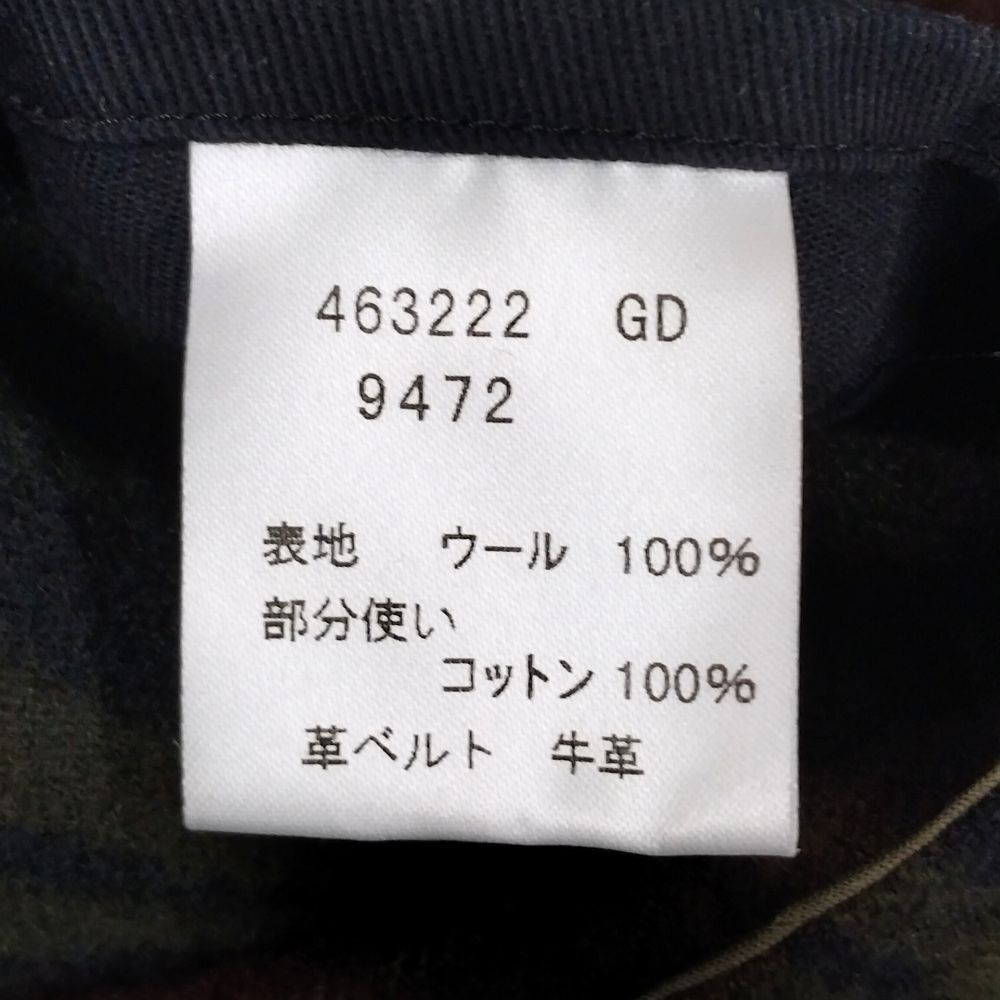 463222 GD
9472
表地 ウール 100%
部分使い
コットン 100%
革ベルト 牛革